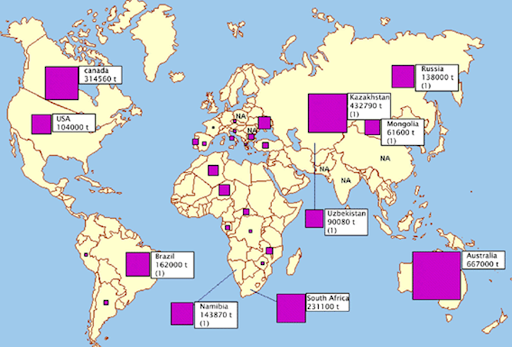 canada
314560 t
USA
104000 t
Russia
138000 t
(1)
Kazakhstan
432790 t
(1)
Mongolia
61600 t
(1)
NA
NA
NA
NA
NA
Uzbekistan
90080 t
(1)
Brazil
162000 t
(1)
Namibia
143870 t
(1)
South Africa
231100 t
Australia
667000 t